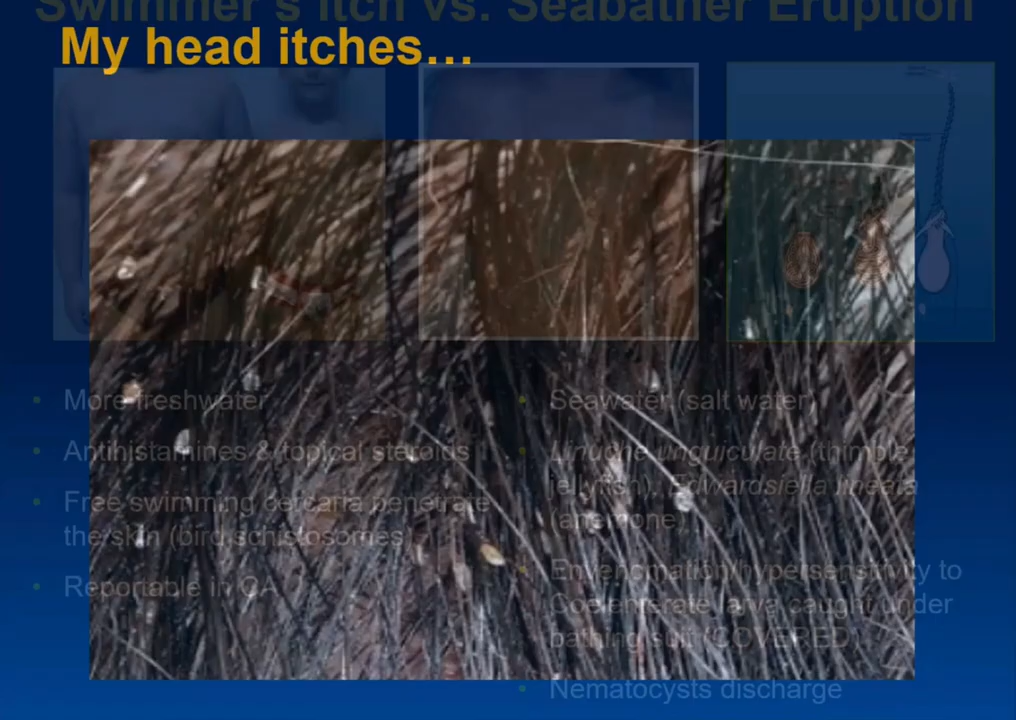 Swimmer's Itch vs. Seabather Eruption
My head itches…
• More freshwater
• Antihistamines & topical steroids
• Free swimming cercaria penetrate
the skin (bird schistosomes)
• Reportable in CA
• Seawater (salt water)
• Linuche unguiculate (thimble
jellyfish), Edwardsiella lineata
(anemone)
• Envenomation/hypersensitivity to
Coelenterate larva caught under
bathing suit (COVERED)
• Nematocysts discharge